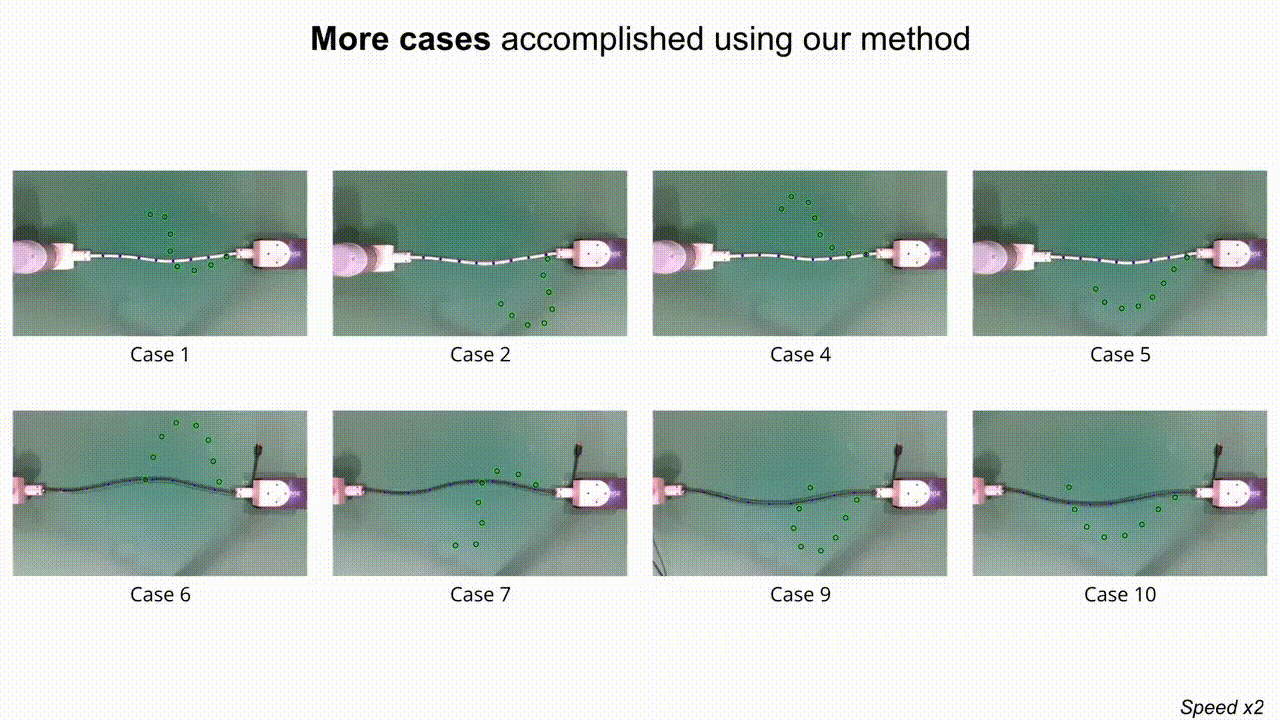 More cases accomplished using our method
Case 1
Case 2
Case 4
Case 5
Case 6
Case 7
Case 9
Case 10
Speed x2